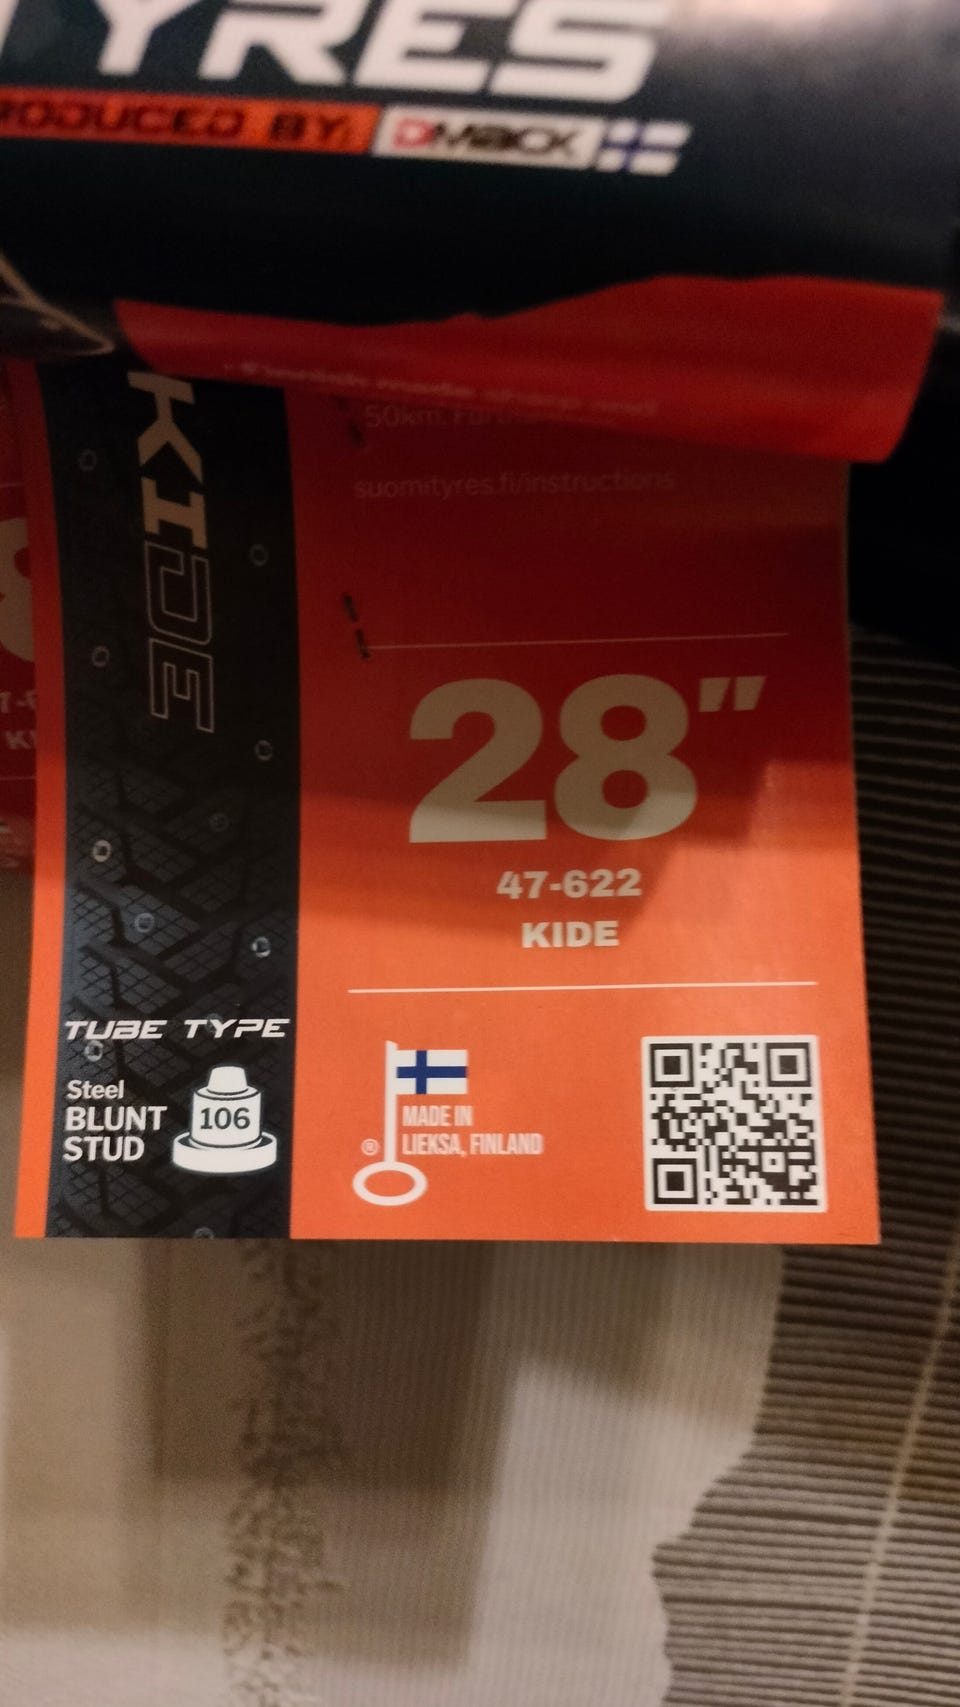 TYRES
PRODUCED BY: DMACK
KIDE
50km.
suomityres.fi/instructions
28"
47-622
KIDE
TUBE TYPE
Steel
BLUNT
STUD
106
®
MADE IN
LIEKSA, FINLAND